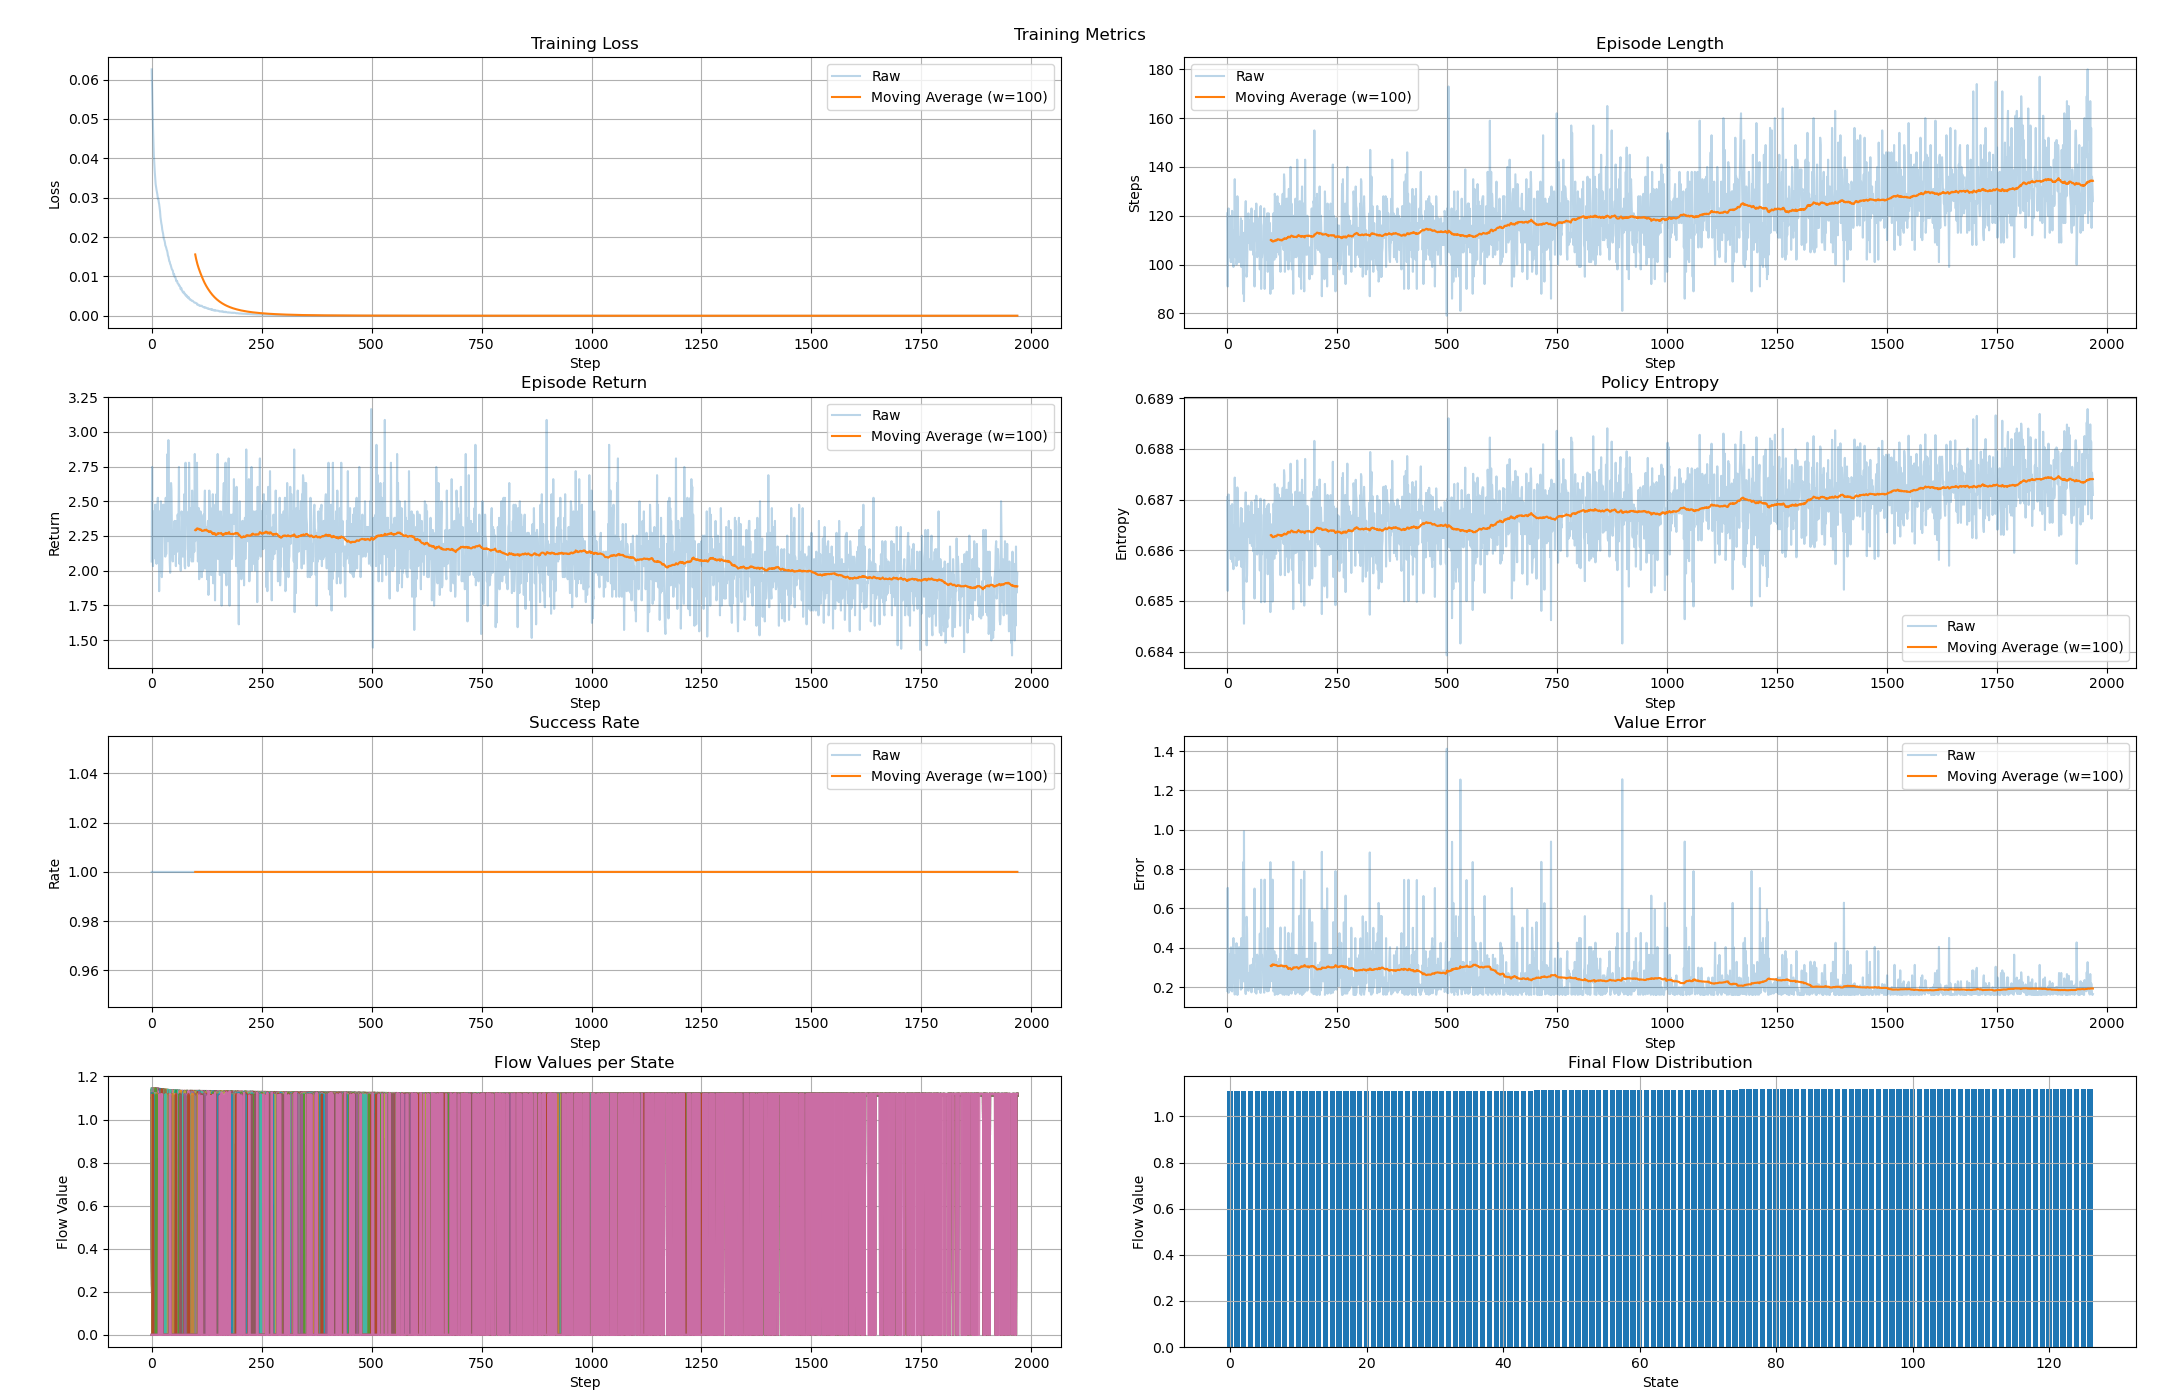 Training Metrics
Training Loss
Raw
Moving Average (w=100)
0.06
0.05
0.04
0.03
0.02
0.01
0.00
Loss
0 250 500 750 1000 1250 1500 1750 2000
Step
Episode Length
Raw
Moving Average (w=100)
180
160
140
120
100
80
Steps
0 250 500 750 1000 1250 1500 1750 2000
Step
Episode Return
Raw
Moving Average (w=100)
3.25
3.00
2.75
2.50
2.25
2.00
1.75
1.50
Return
0 250 500 750 1000 1250 1500 1750 2000
Step
Policy Entropy
0.689
0.688
0.687
0.686
0.685
0.684
Entropy
Raw
Moving Average (w=100)
0 250 500 750 1000 1250 1500 1750 2000
Step
Success Rate
Raw
Moving Average (w=100)
1.04
1.02
1.00
0.98
0.96
Rate
0 250 500 750 1000 1250 1500 1750 2000
Step
Value Error
Raw
Moving Average (w=100)
1.4
1.2
1.0
0.8
0.6
0.4
0.2
Error
0 250 500 750 1000 1250 1500 1750 2000
Step
Flow Values per State
1.2
1.0
0.8
0.6
0.4
0.2
0.0
Flow Value
0 250 500 750 1000 1250 1500 1750 2000
Step
Final Flow Distribution
1.0
0.8
0.6
0.4
0.2
0.0
Flow Value
0 20 40 60 80 100 120
State